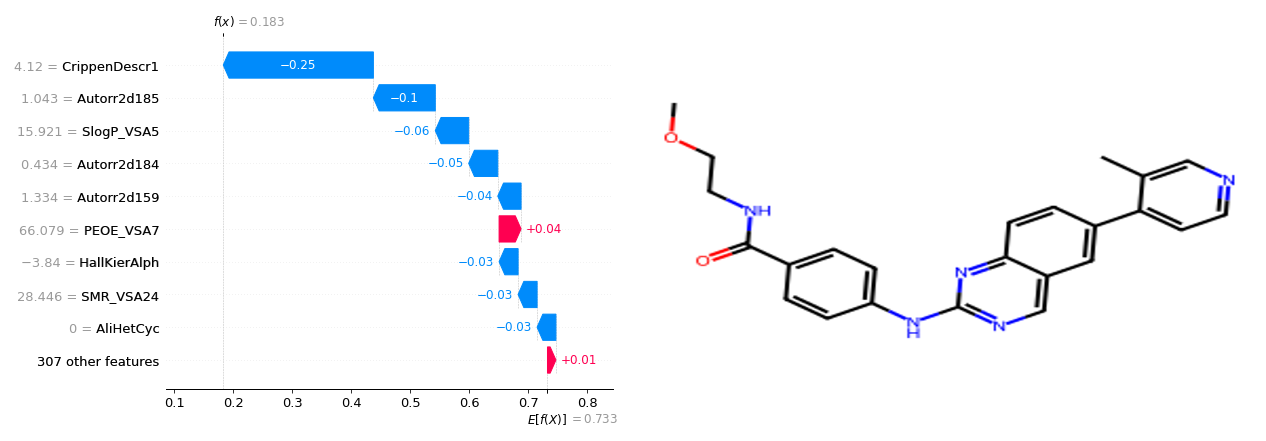 f(x) = 0.183
4.12 = CrippenDescr1
−0.25
1.043 = Autorr2d185
−0.1
15.921 = SlogP_VSA5
−0.06
0.434 = Autorr2d184
−0.05
1.334 = Autorr2d159
−0.04
66.079 = PEOE_VSA7
+0.04
−3.84 = HallKierAlph
−0.03
28.446 = SMR_VSA24
−0.03
0 = AliHetCyc
−0.03
307 other features
+0.01
0.1 0.2 0.3 0.4 0.5 0.6 0.7 0.8
E[f(X)] = 0.733
O
N
NH
O
N
N
N
H